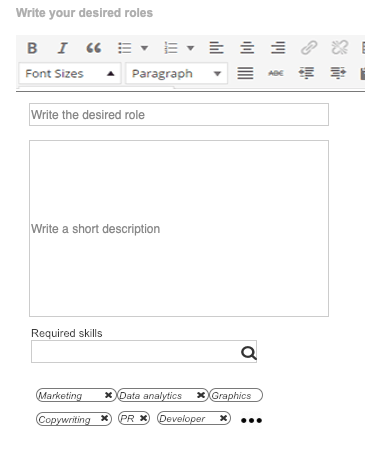 Write your desired roles
B I “
Font Sizes Paragraph ABC
Write the desired role
Write a short description
Required skills
Marketing ✖ Data analytics ✖ Graphics
Copywriting ✖ PR ✖ Developer ✖ •••